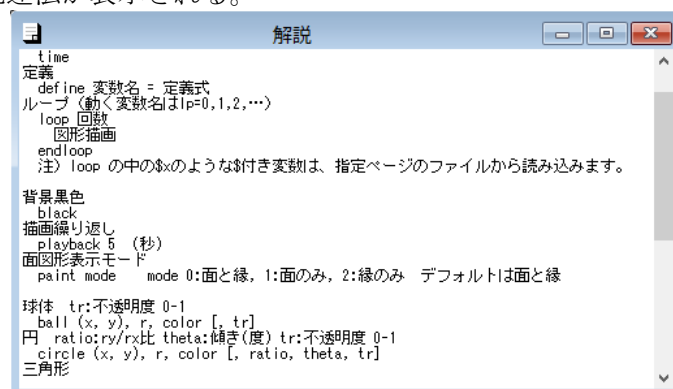 解説
time
定義
define 変数名 = 定義式
ループ (動く変数名はlp=0,1,2,…)
loop 回数
図形描画
endloop
注) loop の中の$xのような$付き変数は、指定ページのファイルから読み込みます。
背景黒色
black
描画繰り返し
playback 5 (秒)
面図形表示モード
paint mode mode 0:面と縁, 1:面のみ, 2:縁のみ デフォルトは面と縁
球体 tr:不透明度 0-1
ball (x, y), r, color [, tr]
円 ratio:ry/rx比 theta:傾き(度) tr:不透明度 0-1
circle (x, y), r, color [, ratio, theta, tr]
三角形